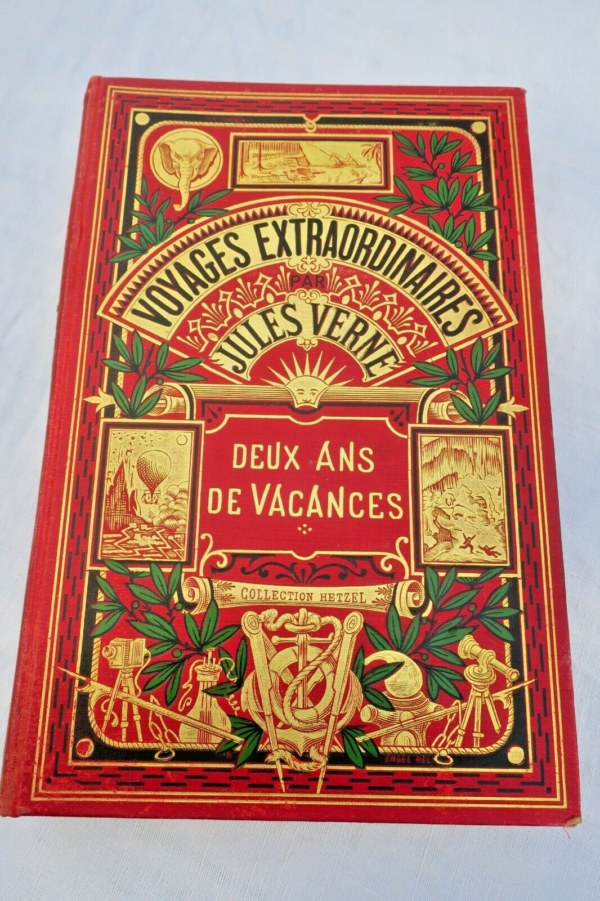 VOYAGES EXTRAORDINAIRES
PAR
JULES VERNE
DEUX ANS
DE VACANCES
COLLECTION HETZEL
ENGEL REL